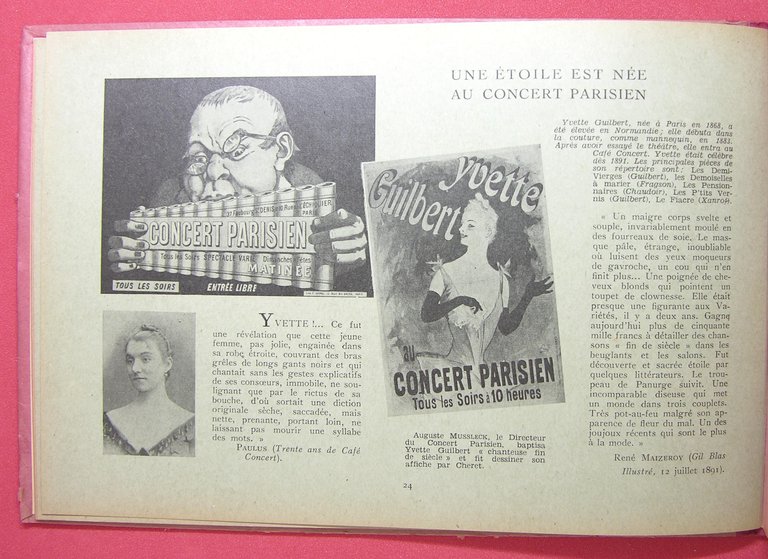 UNE ÉTOILE EST NÉE
AU CONCERT PARISIEN
37 Faubourg St DENIS 10 Rue de l'ÉCHIQUIER
PARIS
CONCERT PARISIEN
Tous les Soirs SPECTACLE VARIÉ Dimanches Fêtes
MATINÉE
TOUS LES SOIRS
ENTRÉE LIBRE
YVETTE !... Ce fut
une révélation que cette jeune
femme, pas jolie, engainée dans
sa robe étroite, couvrant des bras
grêles de longs gants noirs et qui
chantait sans les gestes explicatifs
de ses consœurs, immobile, ne sou-
lignant que par le rictus de sa
bouche, d'où sortait une diction
originale sèche, saccadée, mais
nette, prenante, portant loin, ne
laissant pas mourir une syllabe
des mots. »
PAULUS (Trente ans de Café
Concert).
Yvette
Guilbert
au
CONCERT PARISIEN
Tous les Soirs à 10 heures
Auguste MUSSLECK, le Directeur
du Concert Parisien, baptisa
Yvette Guilbert « chanteuse fin
de siècle » et fit dessiner son
affiche par Cheret.
Yvette Guilbert, née à Paris en 1868, a
été élevée en Normandie ; elle débuta dans
la couture, comme mannequin, en 1883.
Après avoir essayé le théâtre, elle entra au
Café Concert. Yvette était célèbre
dès 1891. Les principales pièces de
son répertoire sont : Les Demi-
Vierges (Guilbert), les Demoiselles
à marier (Fragson), Les Pension-
naires (Chaudoir), Les P'tits Ver-
nis (Guilbert), Le Fiacre (Xanrof).
« Un maigre corps svelte et
souple, invariablement moulé en
des fourreaux de soie. Le mas-
que pâle, étrange, inoubliable
où luisent des yeux moqueurs
de gavroche, un cou qui n'en
finit plus... Une poignée de che-
veux blonds qui pointent un
toupet de clownesse. Elle était
presque une figurante aux Va-
riétés, il y a deux ans. Gagne
aujourd'hui plus de cinquante
mille francs à détailler des chan-
sons « fin de siècle » dans les
beuglants et les salons. Fut
découverte et sacrée étoile par
quelques littérateurs. Le trou-
peau de Panurge suivit. Une
incomparable diseuse qui met
un monde dans trois couplets.
Très pot-au-feu malgré son ap-
parence de fleur du mal. Un des
joujoux récents qui sont le plus
à la mode. »
René MAIZEROY (Gil Blas
Illustré, 12 juillet 1891).
24